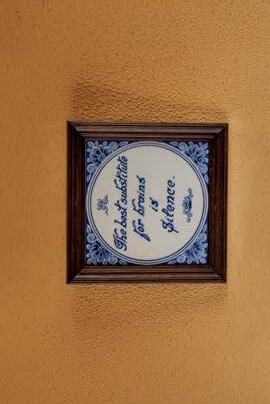 The best substitute
for brains
is
Silence.